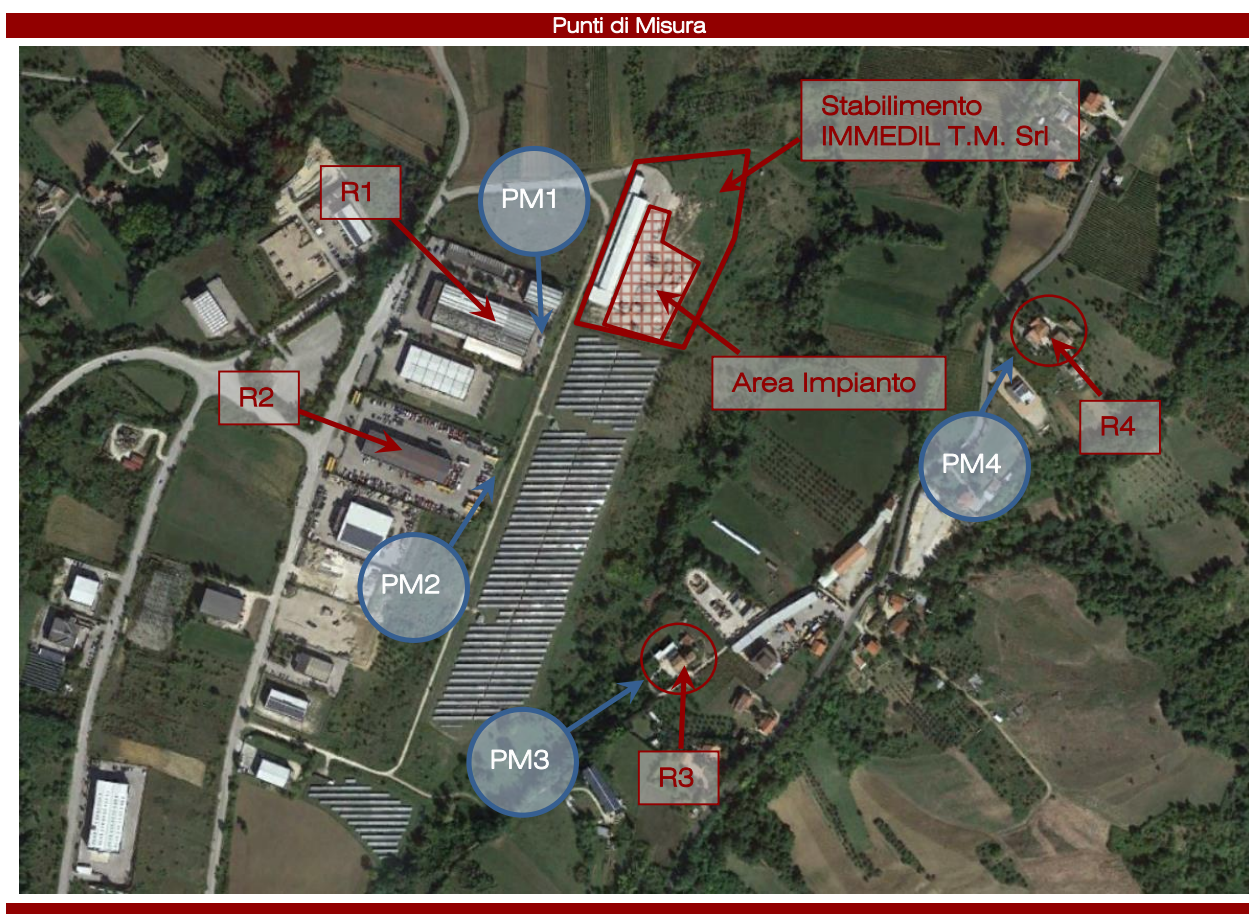 Punti di Misura
Stabilimento
IMMEDIL T.M. Srl
R1
PM1
Area Impianto
R2
R4
PM4
PM2
PM3
R3